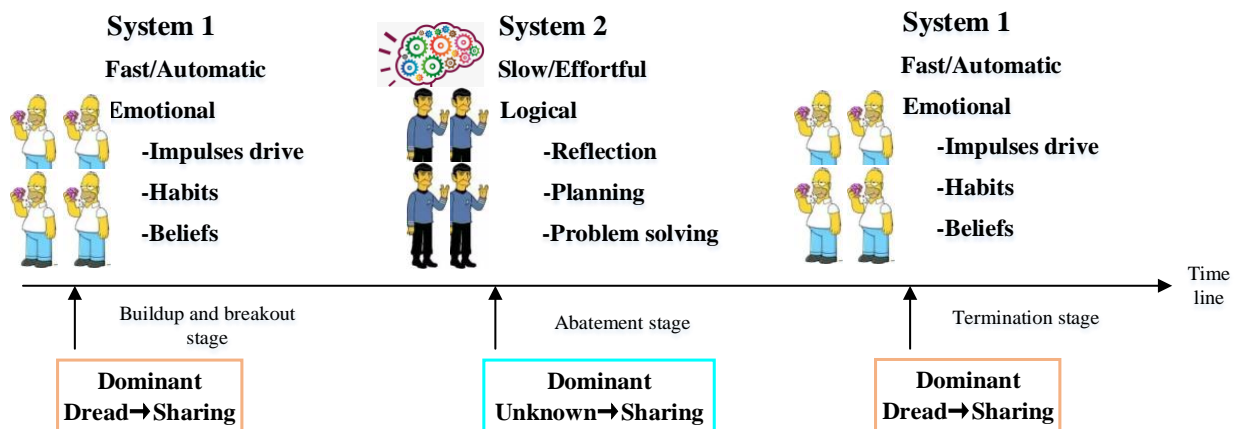 System 1
Fast/Automatic
Emotional
-Impulses drive
-Habits
-Beliefs
System 2
Slow/Effortful
Logical
-Reflection
-Planning
-Problem solving
System 1
Fast/Automatic
Emotional
-Impulses drive
-Habits
-Beliefs
Time
line
Buildup and breakout
stage
Abatement stage
Termination stage
Dominant
Dread→Sharing
Dominant
Unknown→Sharing
Dominant
Dread→Sharing